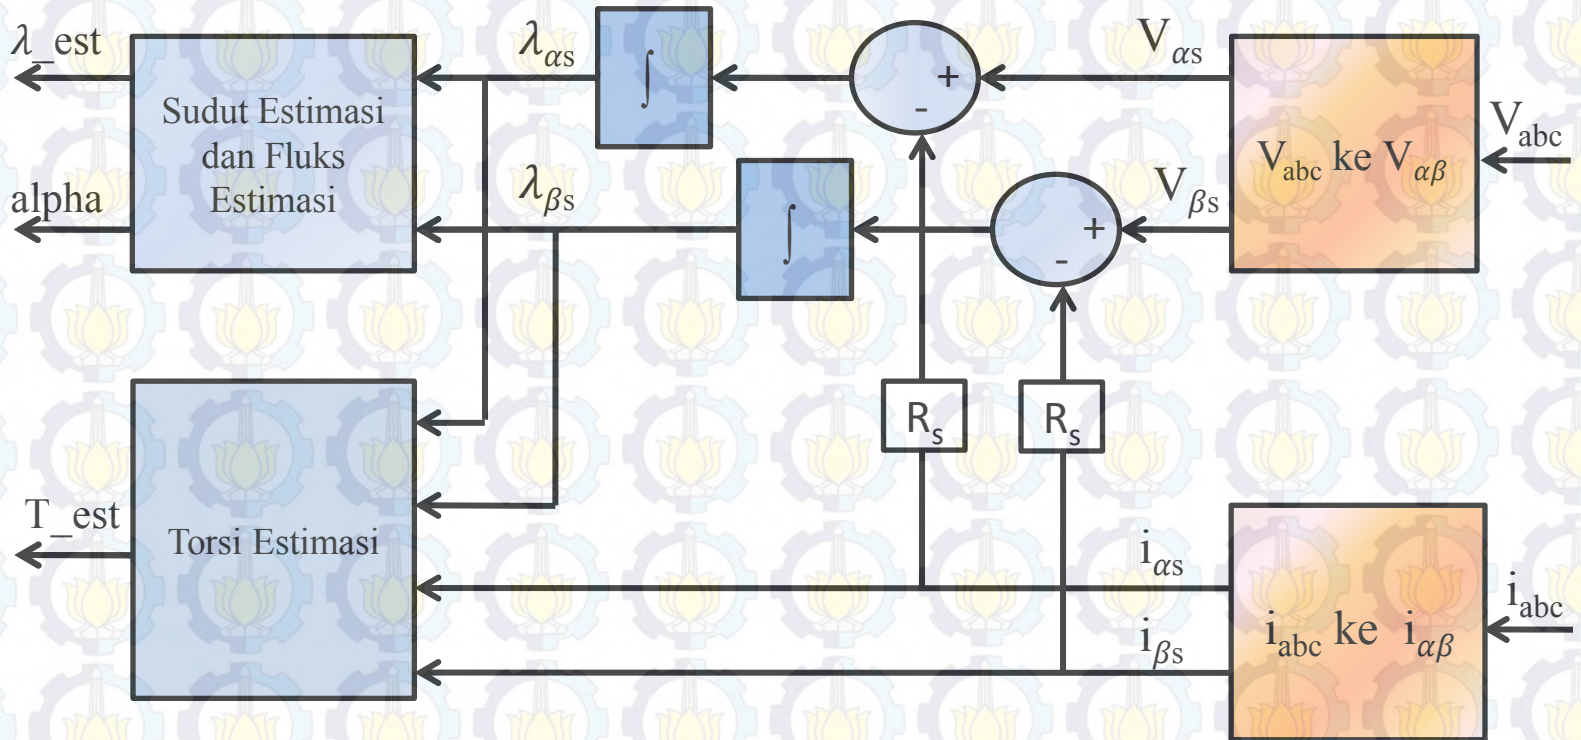 λ_est
λαs
Vαs
Sudut Estimasi
dan Fluks
Estimasi
∫
+
-
Vabc ke Vαβ
Vabc
alpha
λβs
∫
+
-
Vβs
Rs
Rs
T_est
Torsi Estimasi
iαs
iβs
iabc ke iαβ
iabc